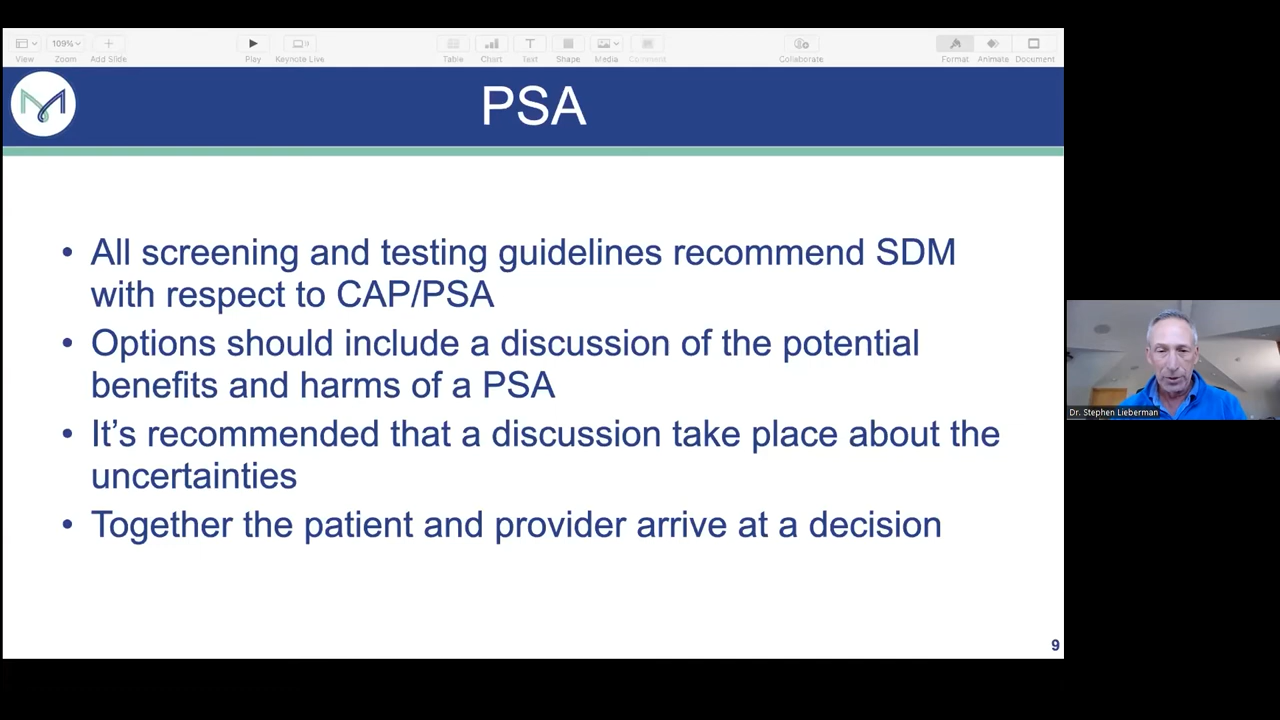 109%
View
Zoom
Add Slide
Play
Keynote Live
Table
Chart
Text
Shape
Media
Comment
Collaborate
Format
Animate
Document
PSA
• All screening and testing guidelines recommend SDM
with respect to CAP/PSA
• Options should include a discussion of the potential
benefits and harms of a PSA
• It’s recommended that a discussion take place about the
uncertainties
• Together the patient and provider arrive at a decision
9
Dr. Stephen Lieberman